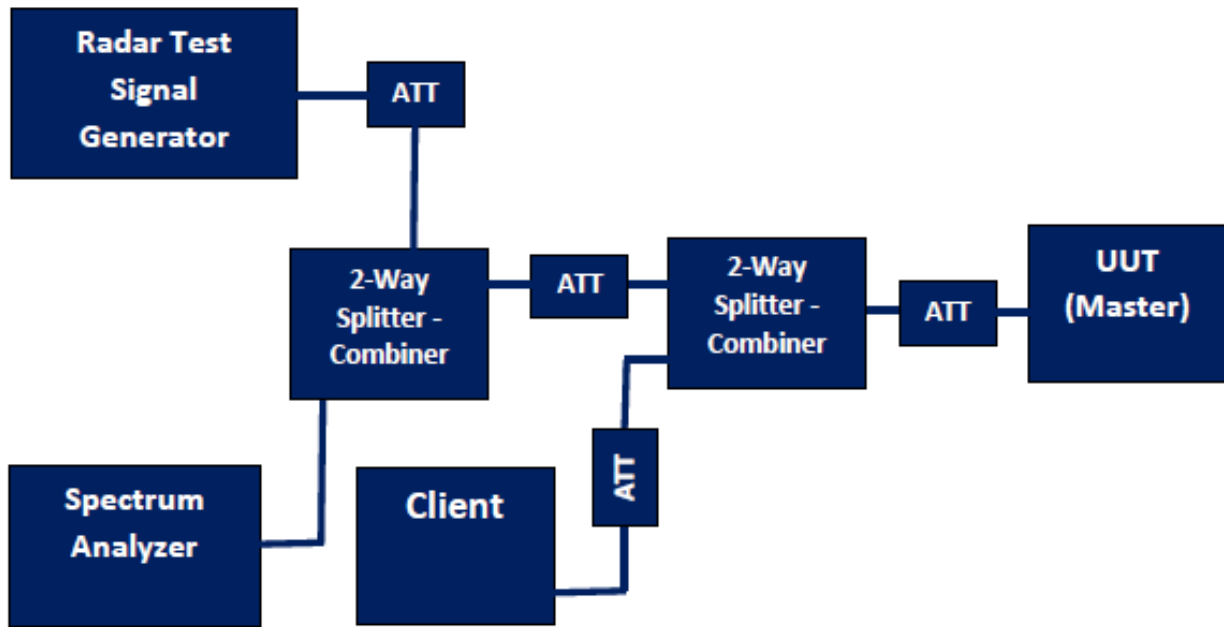 Radar Test
Signal
Generator
ATT
2-Way
Splitter -
Combiner
ATT
2-Way
Splitter -
Combiner
ATT
UUT
(Master)
Spectrum
Analyzer
Client
ATT